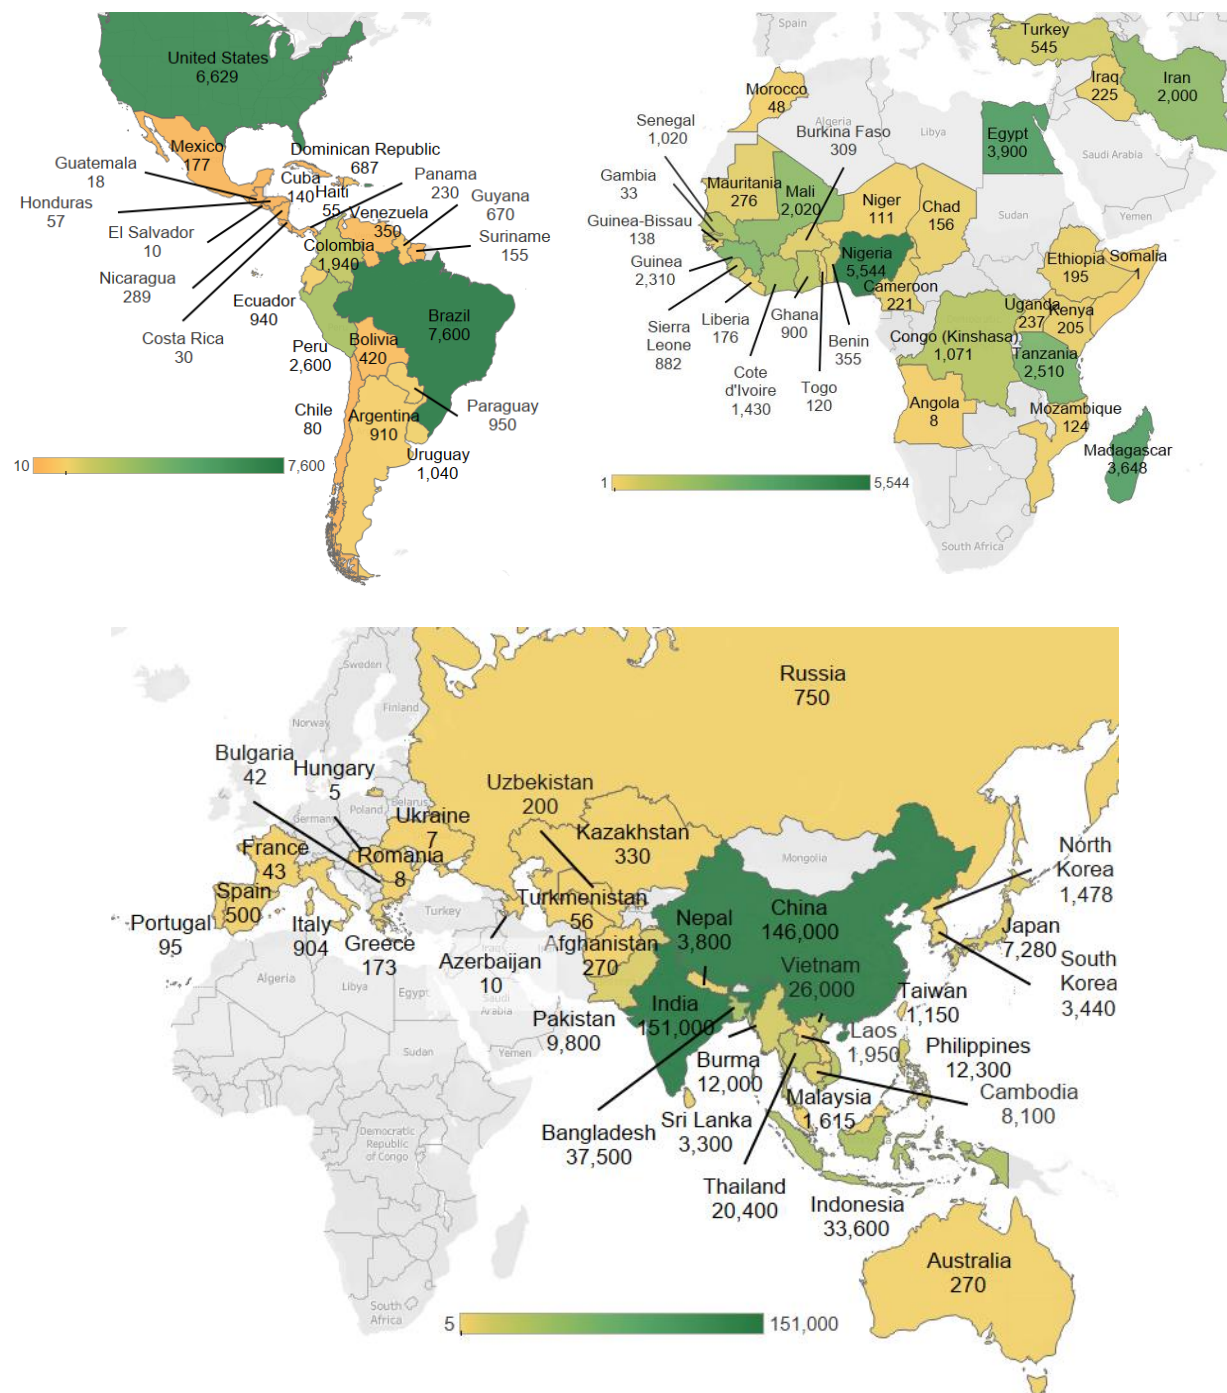 United States
6,629
Mexico
177
Guatemala
18
Honduras
57
El Salvador
10
Nicaragua
289
Costa Rica
30
Cuba
140
Haiti
55
Dominican Republic
687
Panama
230
Guyana
670
Venezuela
350
Suriname
155
Colombia
1,940
Ecuador
940
Peru
2,600
Brazil
7,600
Bolivia
420
Paraguay
950
Chile
80
Argentina
910
Uruguay
1,040
10
7,600
Spain
Turkey
545
Iraq
225
Iran
2,000
Morocco
48
Algeria
Libya
Egypt
3,900
Saudi Arabia
Senegal
1,020
Burkina Faso
309
Gambia
33
Mauritania
276
Mali
2,020
Niger
111
Chad
156
Sudan
Yemen
Guinea-Bissau
138
Guinea
2,310
Nigeria
5,544
Cameroon
221
Ethiopia
195
Somalia
1
Sierra
Leone
882
Liberia
176
Ghana
900
Benin
355
Cote
d'Ivoire
1,430
Togo
120
Uganda
237
Kenya
205
Congo (Kinshasa)
1,071
Tanzania
2,510
Angola
8
Mozambique
124
Madagascar
3,648
South Africa
1
5,544
Sweden
Finland
Norway
Russia
750
Bulgaria
42
Hungary
5
Poland
Belarus
Germany
Ukraine
7
Uzbekistan
200
Kazakhstan
330
Mongolia
North
Korea
1,478
France
43
Romania
8
Spain
500
Portugal
95
Italy
904
Greece
173
Turkey
Turkmenistan
56
Azerbaijan
10
Iraq
Afghanistan
270
Nepal
3,800
China
146,000
Japan
7,280
South
Korea
3,440
Vietnam
26,000
Taiwan
1,150
Algeria
Libya
Egypt
Saudi
Arabia
Pakistan
9,800
India
151,000
Laos
1,950
Philippines
12,300
Sudan
Yemen
Burma
12,000
Cambodia
8,100
Malaysia
1,615
Sri Lanka
3,300
Bangladesh
37,500
Democratic
Republic
of Congo
Thailand
20,400
Indonesia
33,600
Australia
270
South
Africa
5
151,000